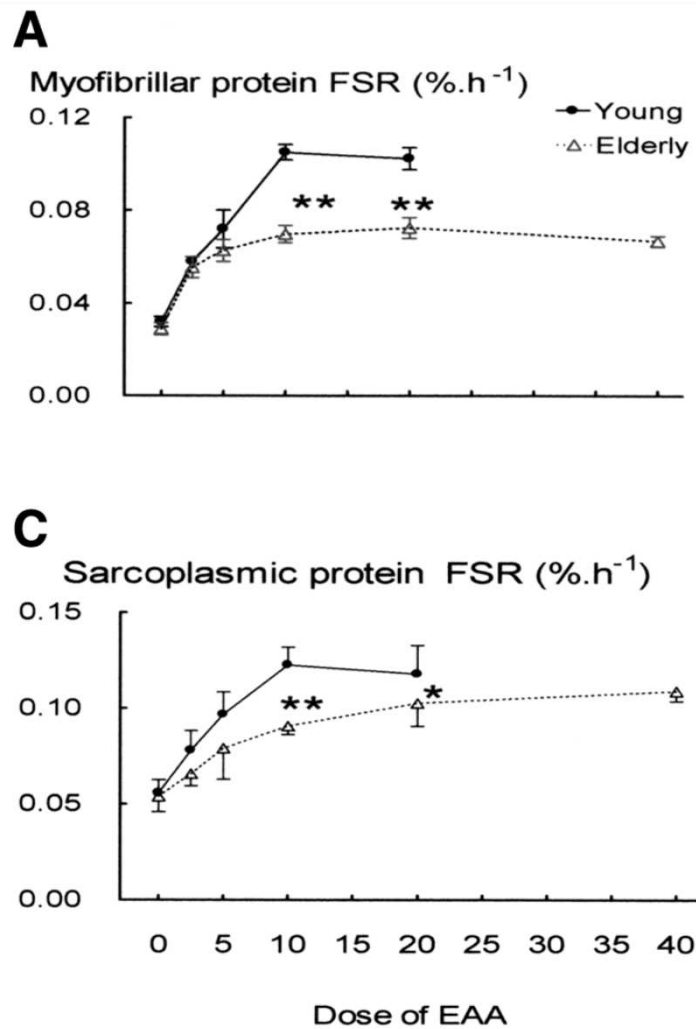 A
Myofibrillar protein FSR (%.h⁻¹)
0.12
Young
Elderly
0.08
**
**
0.04
0.00
C
Sarcoplasmic protein FSR (%.h⁻¹)
0.15
0.10
**
*
0.05
0.00
0 5 10 15 20 25 30 35 40
Dose of EAA